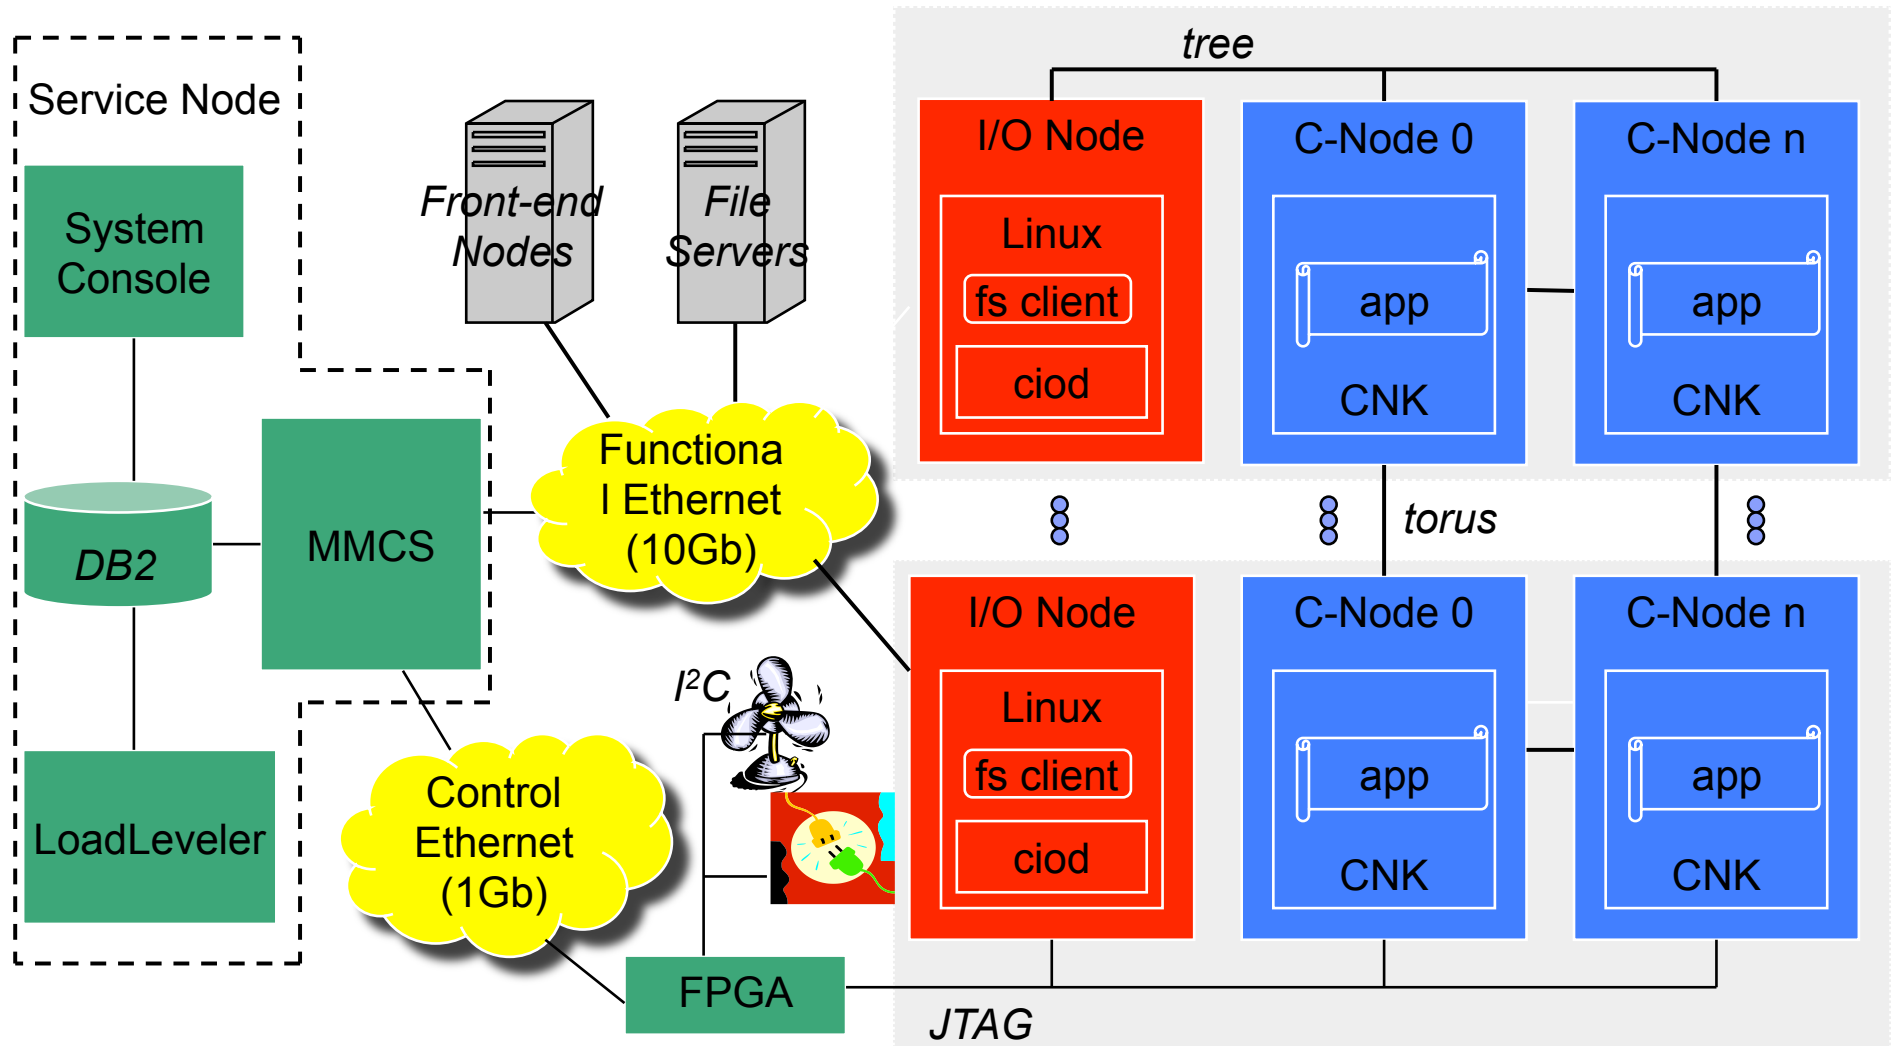 Service Node
System
Console
DB2
MMCS
LoadLeveler
Front-end
Nodes
File
Servers
Functiona
l Ethernet
(10Gb)
Control
Ethernet
(1Gb)
I²C
FPGA
JTAG
tree
I/O Node
Linux
fs client
ciod
C-Node 0
app
CNK
C-Node n
app
CNK
torus
I/O Node
Linux
fs client
ciod
C-Node 0
app
CNK
C-Node n
app
CNK